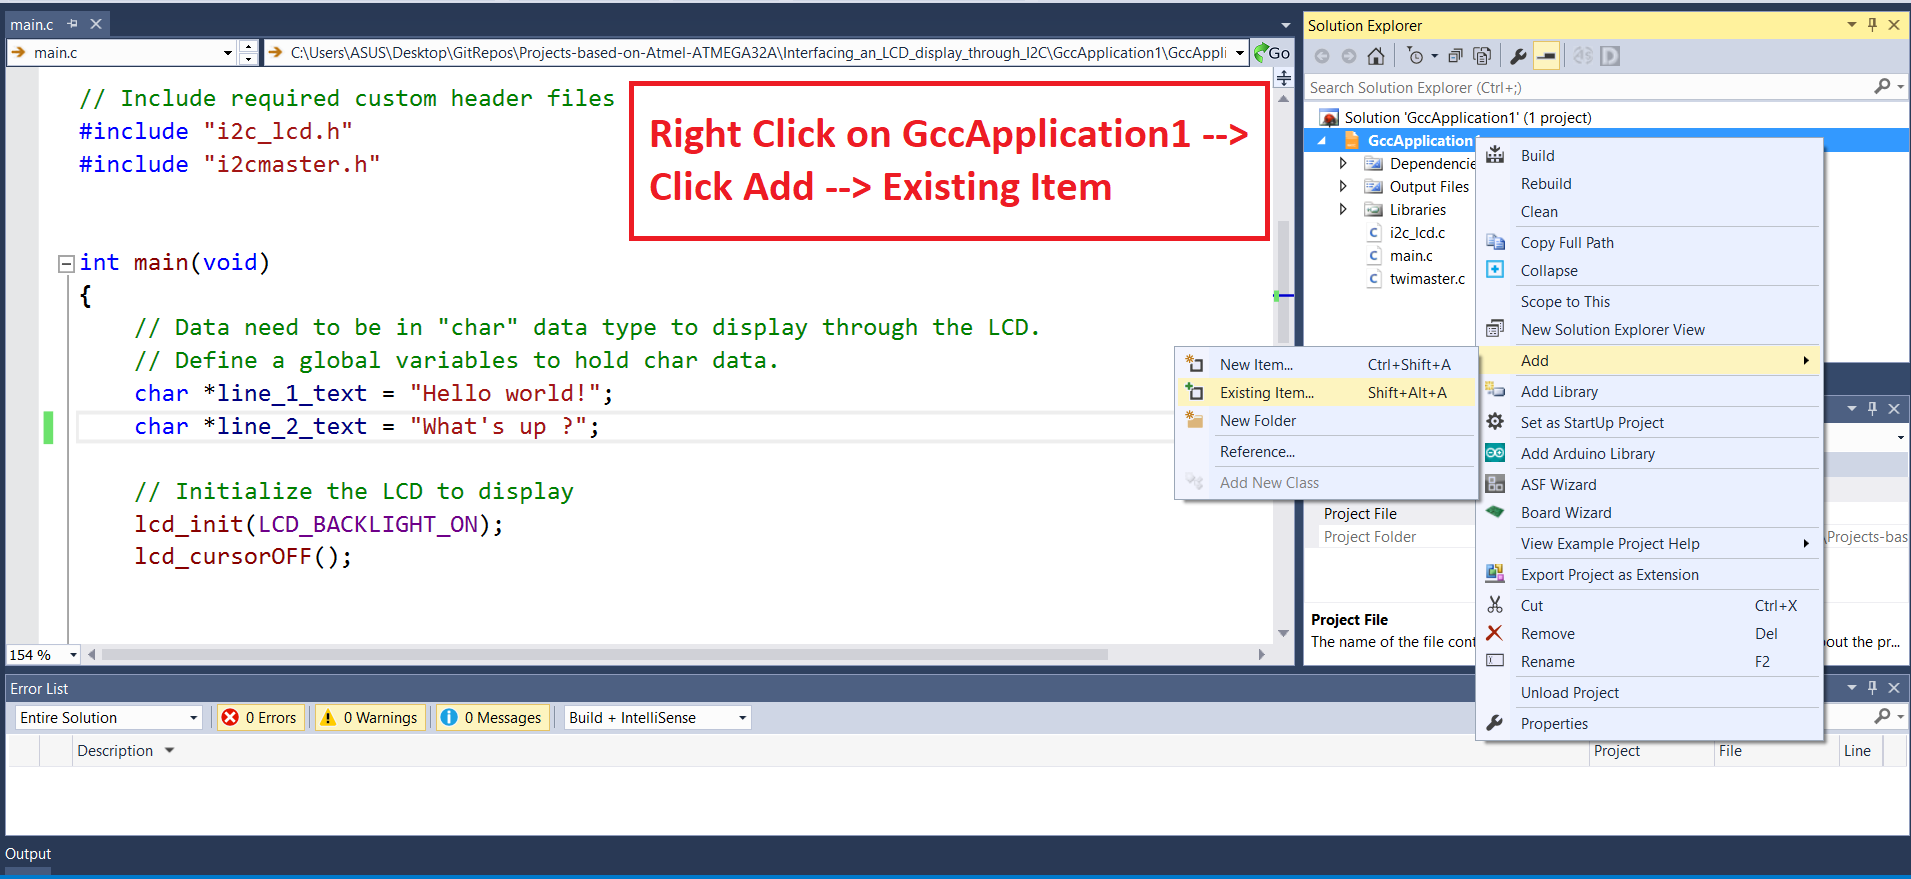 main.c
main.c
C:\Users\ASUS\Desktop\GitRepos\Projects-based-on-Atmel-ATMEGA32A\Interfacing_an_LCD_display_through_I2C\GccApplication1\GccAppli
Go
// Include required custom header files
#include "i2c_lcd.h"
#include "i2cmaster.h"
Right Click on GccApplication1 -->
Click Add --> Existing Item
int main(void)
{
// Data need to be in "char" data type to display through the LCD.
// Define a global variables to hold char data.
char *line_1_text = "Hello world!";
char *line_2_text = "What's up ?";
// Initialize the LCD to display
lcd_init(LCD_BACKLIGHT_ON);
lcd_cursorOFF();
154 %
Solution Explorer
Search Solution Explorer (Ctrl+;)
Solution 'GccApplication1' (1 project)
GccApplication
Dependencie
Output Files
Libraries
i2c_lcd.c
main.c
twimaster.c
Build
Rebuild
Clean
Copy Full Path
Collapse
Scope to This
New Solution Explorer View
Add
Add Library
Set as StartUp Project
Add Arduino Library
ASF Wizard
Board Wizard
View Example Project Help
Export Project as Extension
Cut Ctrl+X
Remove Del
Rename F2
Unload Project
Properties
New Item... Ctrl+Shift+A
Existing Item... Shift+Alt+A
New Folder
Reference...
Add New Class
Project File
Project Folder \Projects-bas
Project File
The name of the file cont out the pr...
Error List
Entire Solution 0 Errors 0 Warnings 0 Messages Build + IntelliSense
Description Project File Line
Output